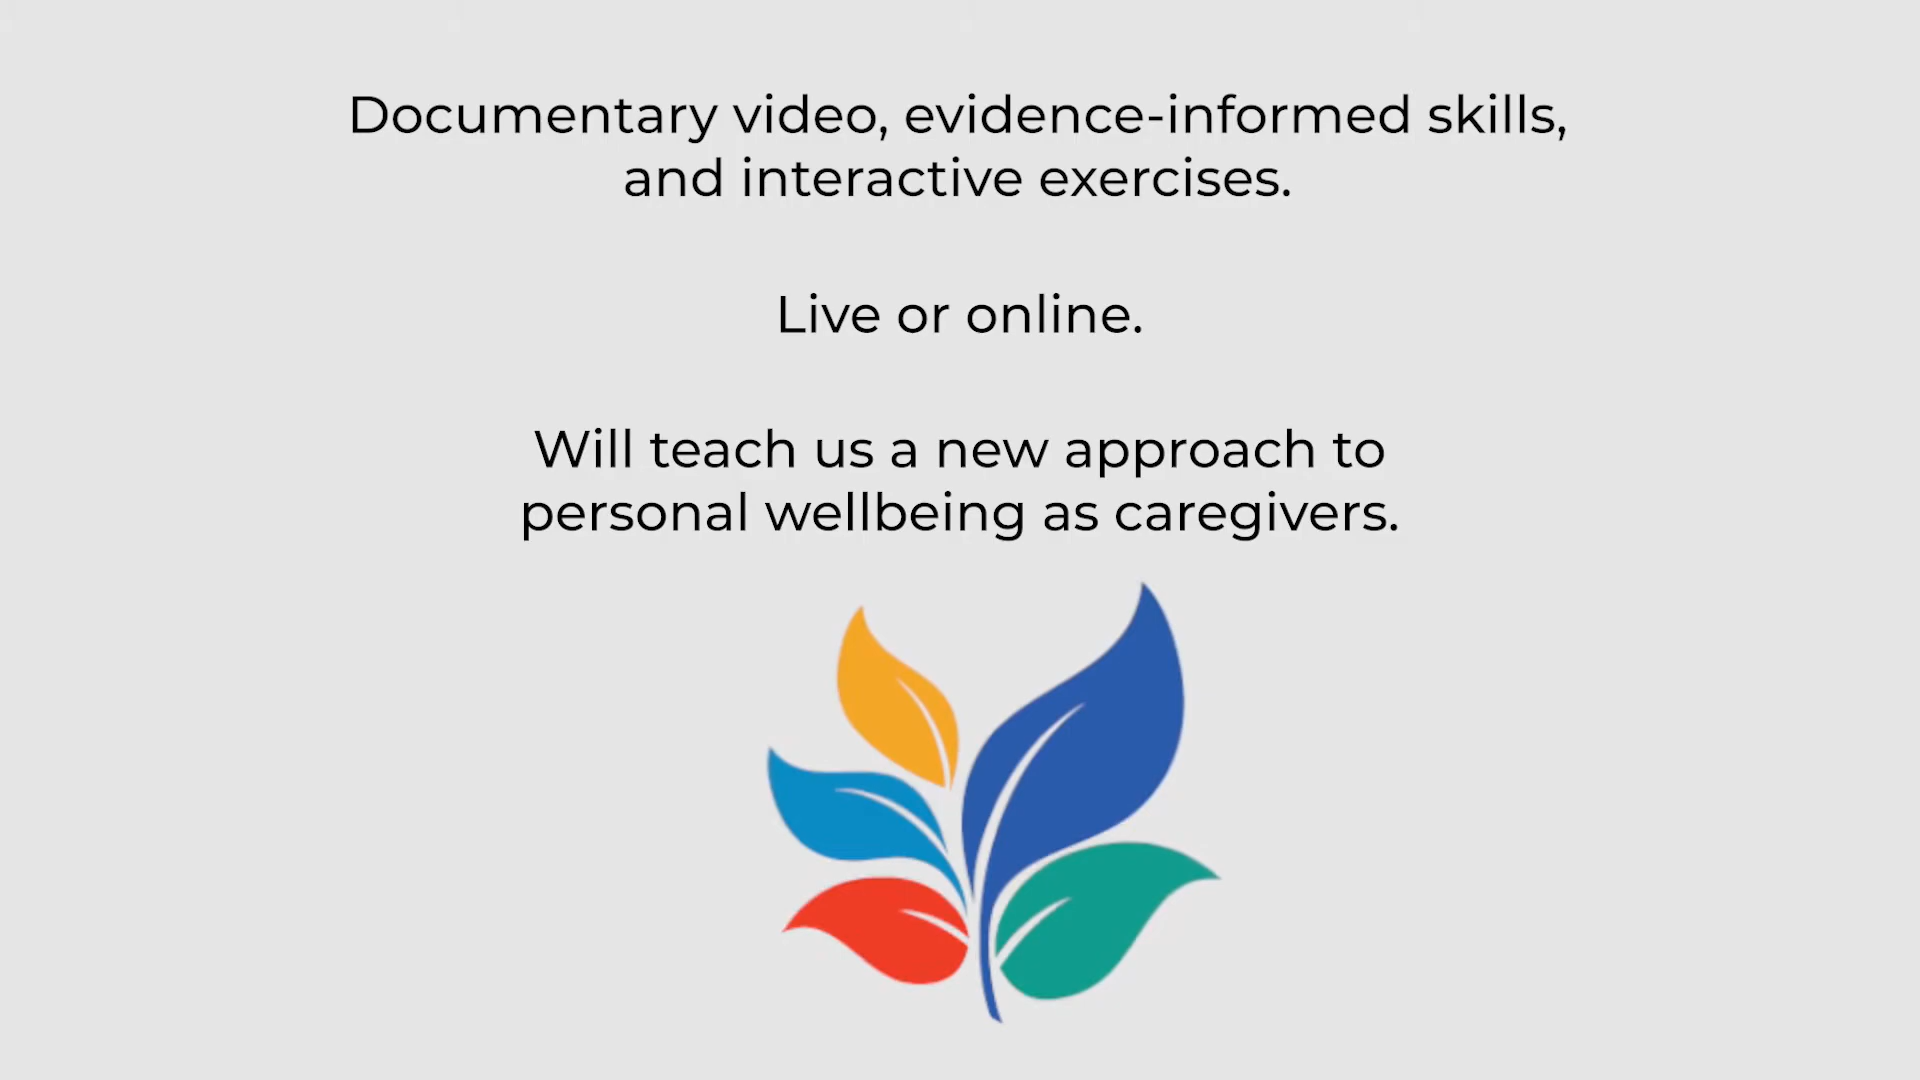 Documentary video, evidence-informed skills,
and interactive exercises.
Live or online.
Will teach us a new approach to
personal wellbeing as caregivers.